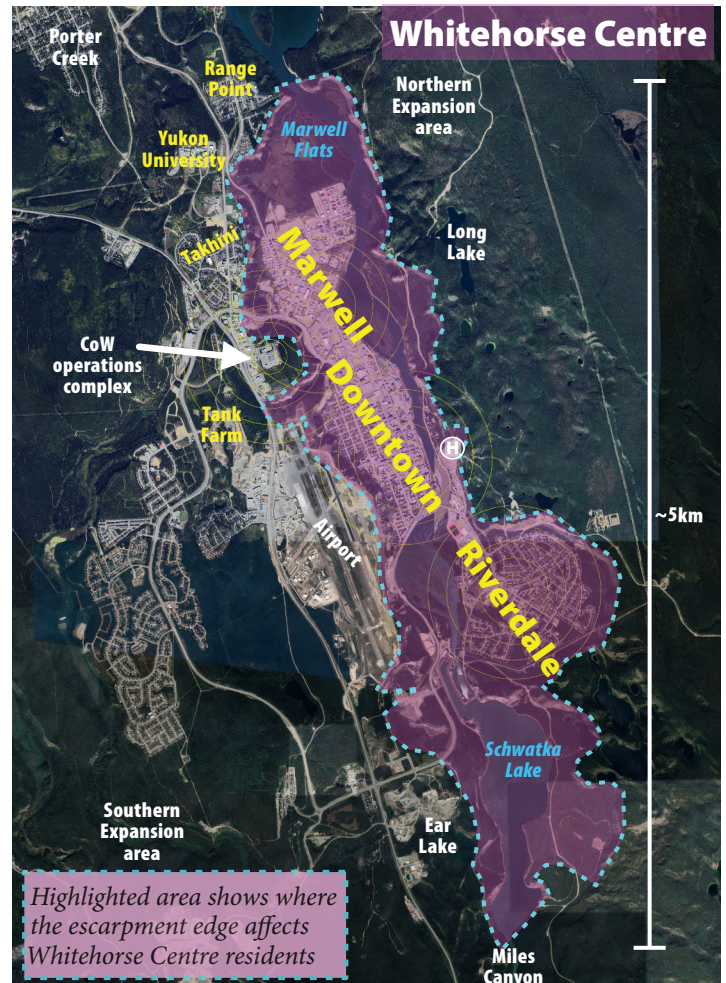 Whitehorse Centre
Porter
Creek
Range
Point
Northern
Expansion
area
Marwell
Flats
Yukon
University
Long
Lake
Takhini
Marwell
CoW
operations
complex
Downtown
Tank
Farm
H
~5km
Airport
Riverdale
Schwatka
Lake
Southern
Expansion
area
Ear
Lake
Highlighted area shows where
the escarpment edge affects
Whitehorse Centre residents
Miles
Canyon